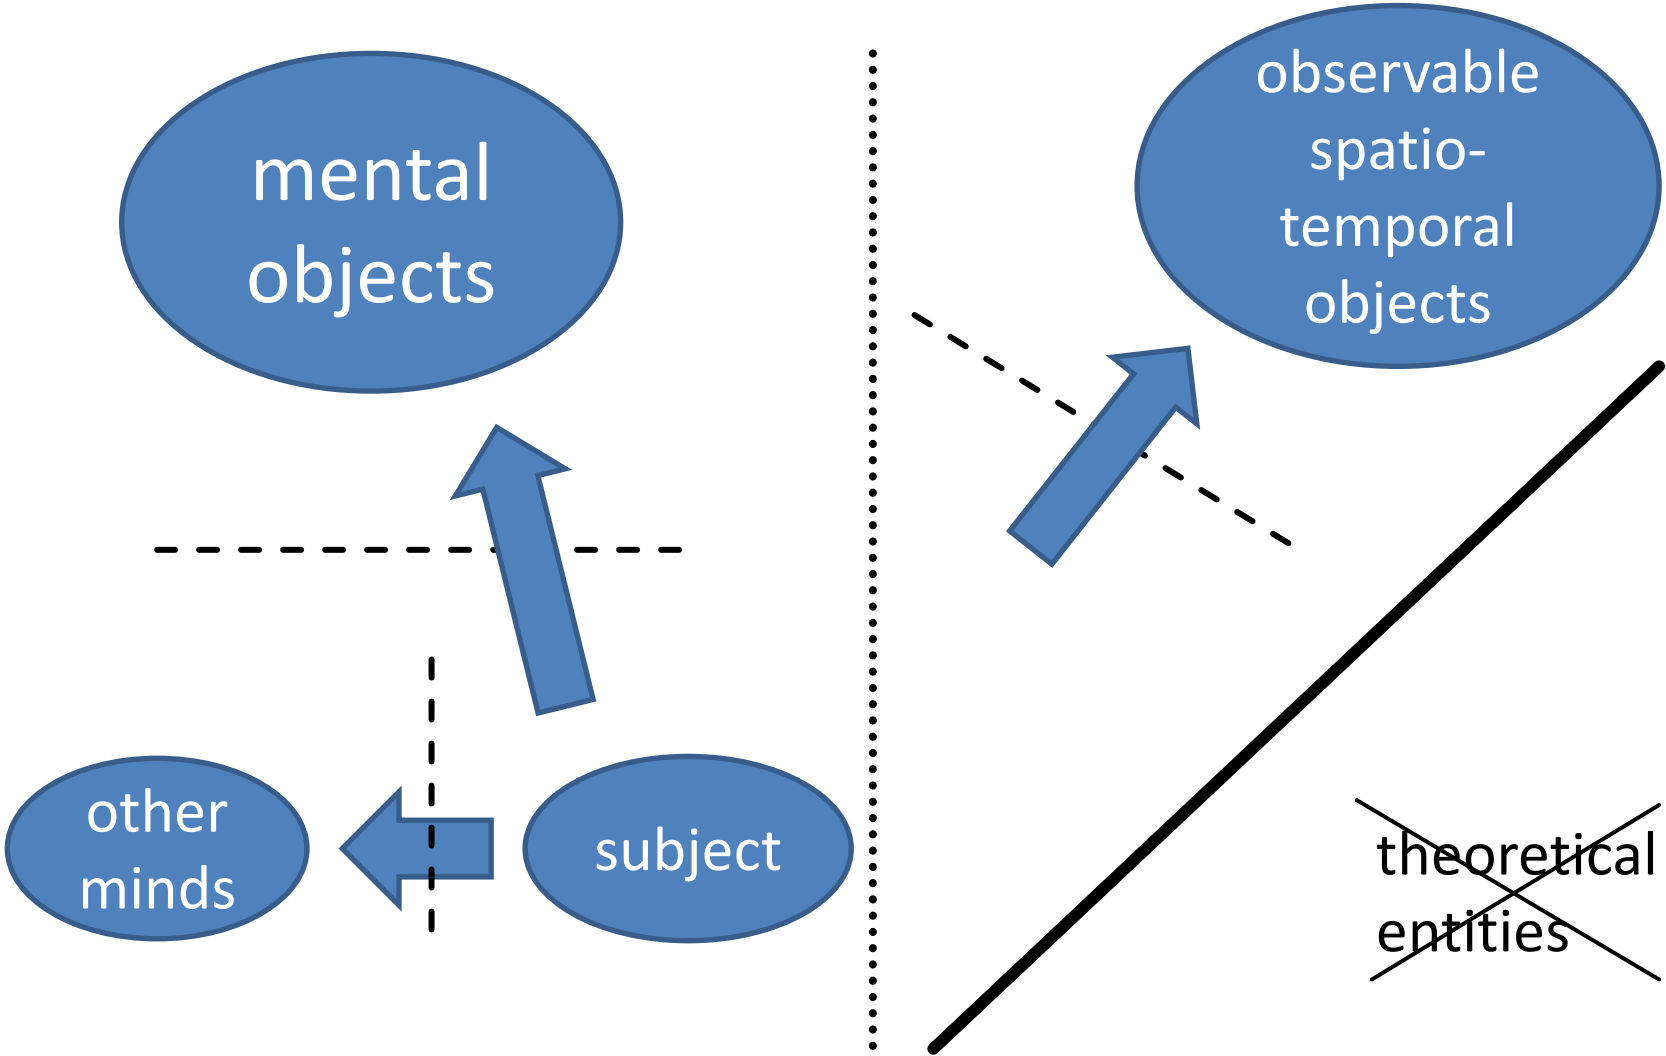 mental
objects
observable
spatio-
temporal
objects
other
minds
subject
theoretical
entities